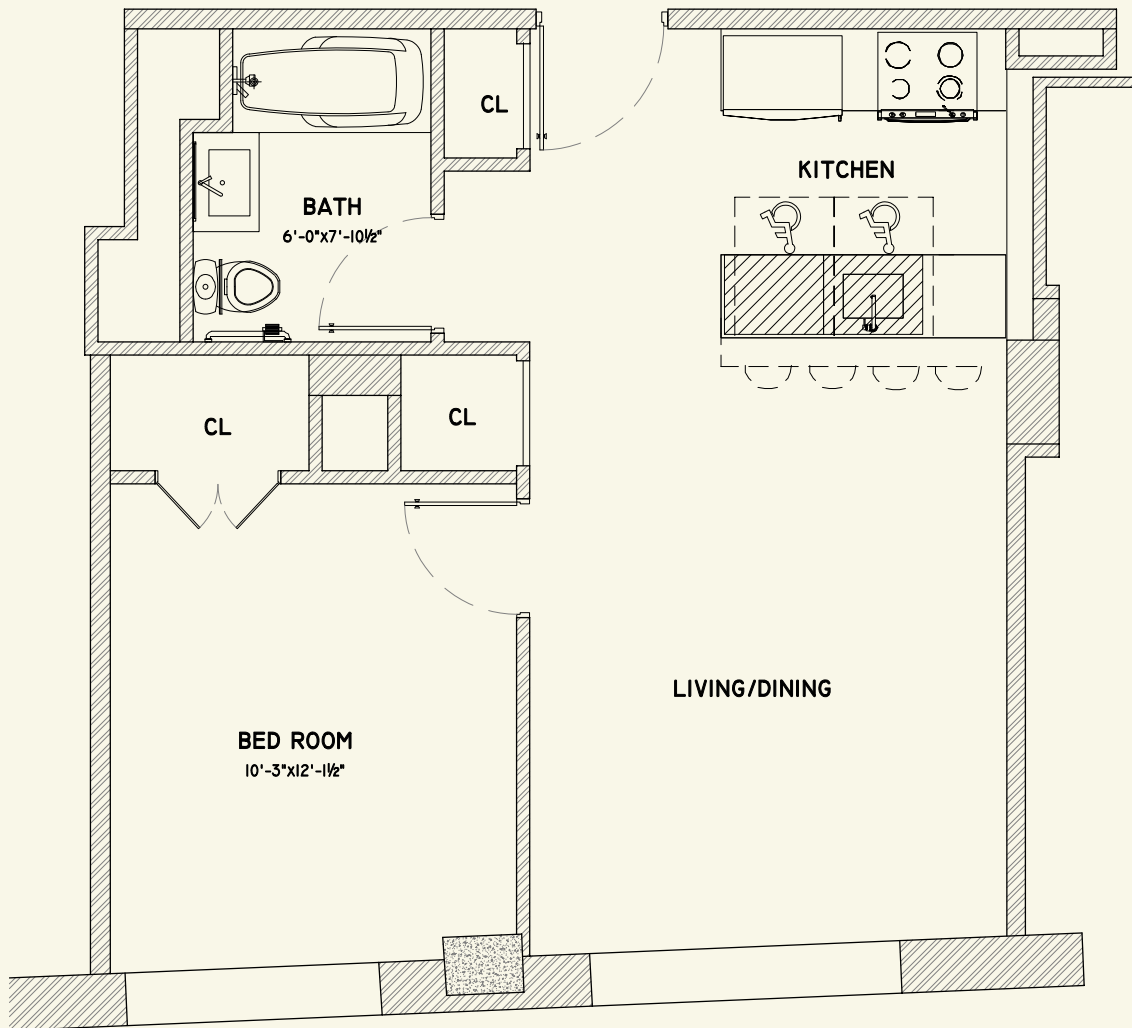 CL
KITCHEN
BATH
6'-0"x7'-10½"
CL
CL
LIVING/DINING
BED ROOM
10'-3"x12'-1½"